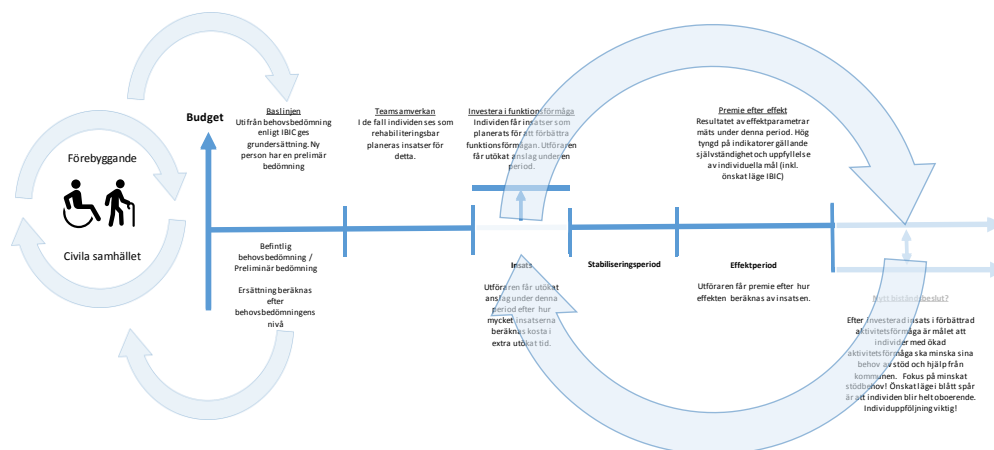 Förebyggande
Civila samhället
Budget
Baslinjen
Utifrån behovsbedömning
enligt IBIC ges
grundersättning. Ny
person har en prelimär
bedömning
Teamsamverkan
I de fall individen ses som
rehabiliteringsbar
planeras insatser för
detta.
Investera i funktionsförmåga
Individen får insatser som
planerats för att förbättra
funktionsförmågan. Utföraren
får utökat anslag under en
period.
Premie efter effekt
Resultatet av effektparametrar
mäts under denna period. Hög
tyngd på indikatorer gällande
självständighet och uppfyllelse
av individuella mål (inkl.
önskat läge IBIC)
Befintlig
behovsbedömning /
Preliminär bedömning
Ersättning beräknas
efter
behovsbedömningens
nivå
Insats
Utföraren får utökat
anslag under denna
period efter hur
mycket insatserna
beräknas kosta i
extra utökat tid.
Stabiliseringsperiod
Effektperiod
Utföraren får premie efter hur
effekten beräknas av insatsen.
Nytt biståndsbeslut?
Efter investerad insats i förbättrad
aktivitetsförmåga är målet att
individer med ökad
aktivitetsförmåga ska minska sina
behov av stöd och hjälp från
kommunen. Fokus på minskat
stödbehov! Önskat läge i blått spår
är att individen blir helt oboerende.
Individuppföljning viktig!